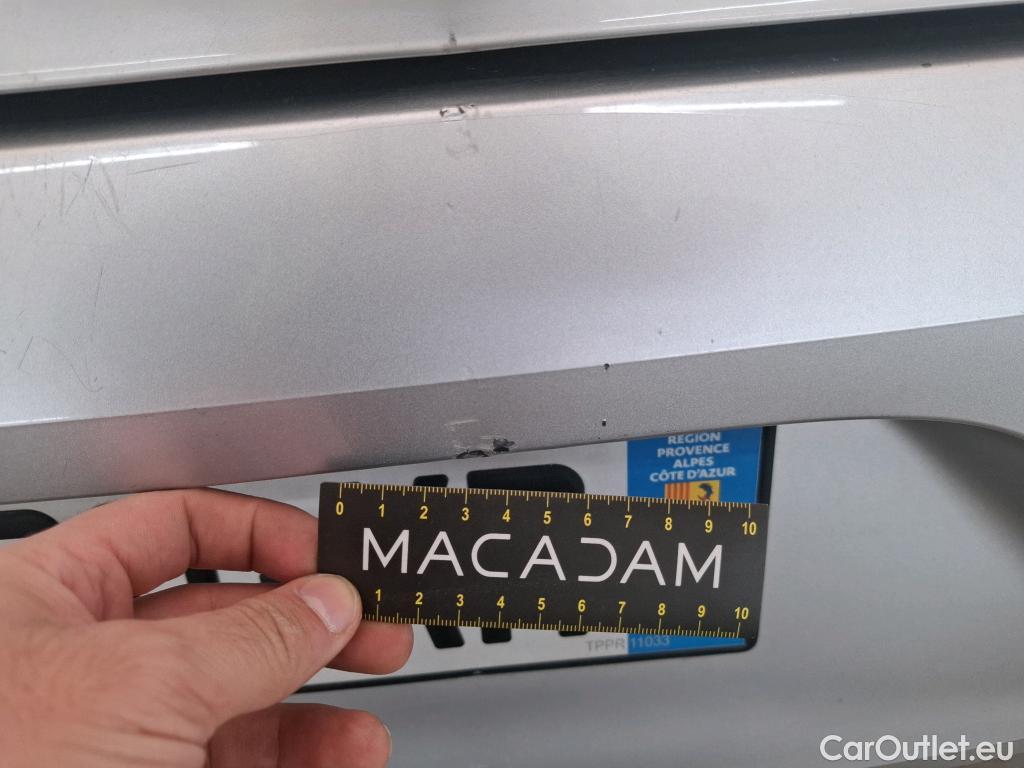 REGION
PROVENCE
ALPES
CÔTE D'AZUR
0 1 2 3 4 5 6 7 8 9 10
MACADAM
1 2 3 4 5 6 7 8 9 10
TPPR 11033
CarOutlet.eu